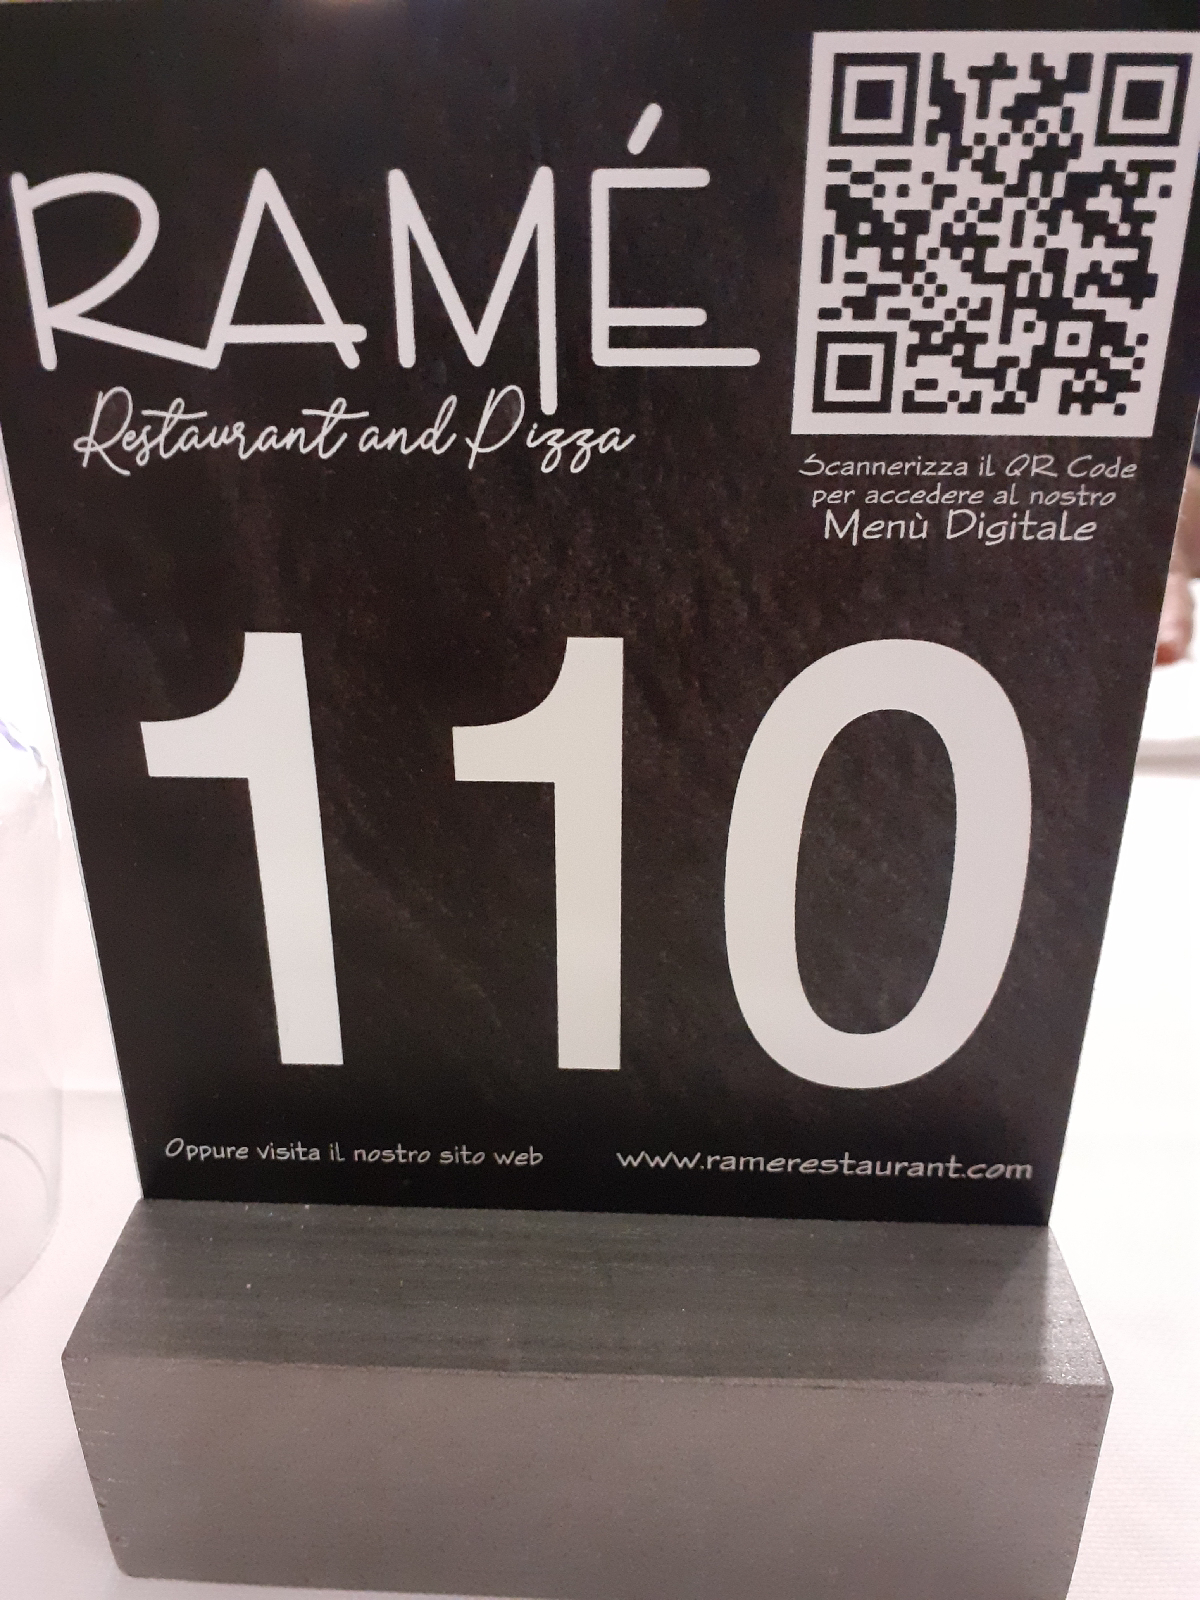 RAMÉ
Restaurant and Pizza
Scannerizza il QR Code
per accedere al nostro
Menù Digitale
110
Oppure visita il nostro sito web
www.ramerestaurant.com